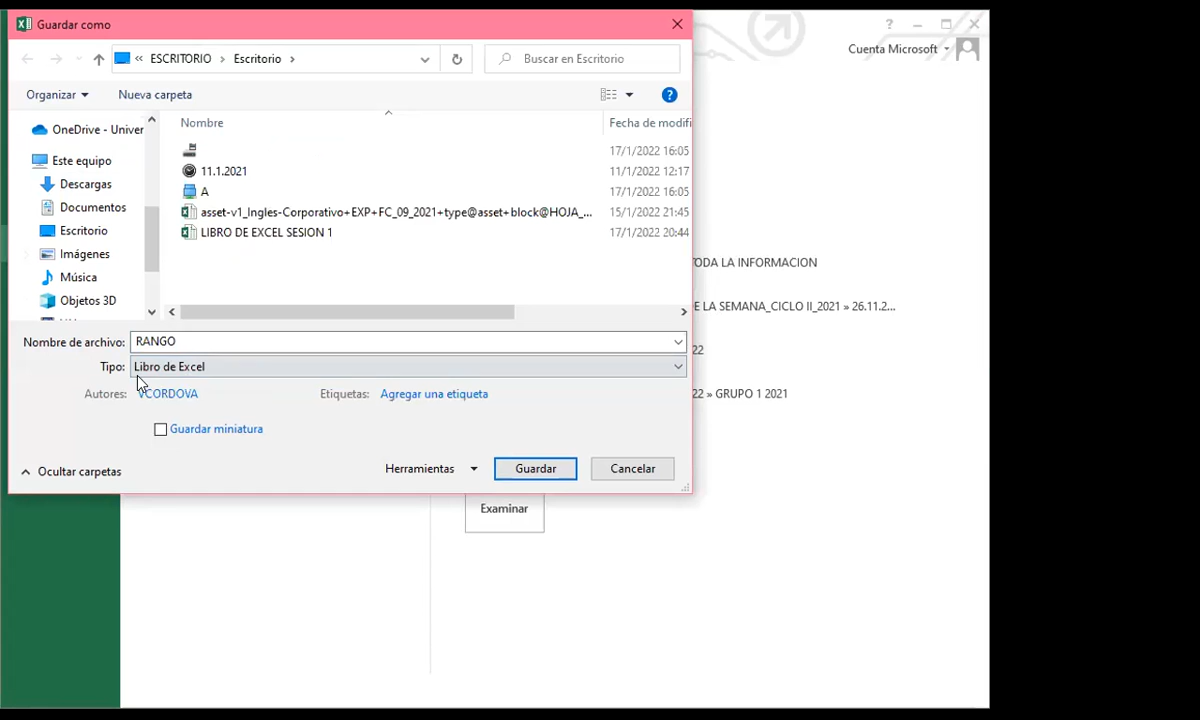 Guardar como
Cuenta Microsoft
« ESCRITORIO › Escritorio ›
Buscar en Escritorio
Organizar
Nueva carpeta
Nombre
Fecha de modifi
OneDrive - Univer
Este equipo
Descargas
Documentos
Escritorio
Imágenes
Música
Objetos 3D
17/1/2022 16:05
11.1.2021
11/1/2022 12:17
A
17/1/2022 16:05
asset-v1_Ingles-Corporativo+EXP+FC_09_2021+type@asset+block@HOJA_...
15/1/2022 21:45
LIBRO DE EXCEL SESION 1
17/1/2022 20:44
TODA LA INFORMACION
E LA SEMANA_CICLO II_2021 » 26.11.2...
22
22 » GRUPO 1 2021
Nombre de archivo: RANGO
Tipo: Libro de Excel
Autores: VCORDOVA
Etiquetas: Agregar una etiqueta
Guardar miniatura
Ocultar carpetas
Herramientas
Guardar
Cancelar
Examinar